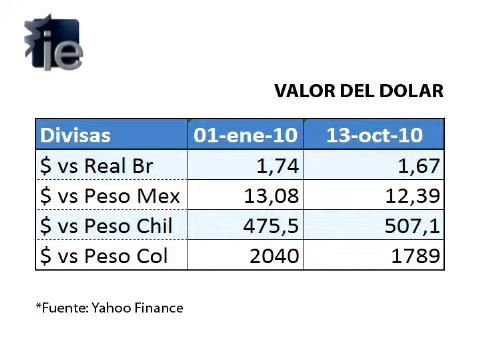 ie
VALOR DEL DOLAR
Divisas 01-ene-10 13-oct-10
$ vs Real Br 1,74 1,67
$ vs Peso Mex 13,08 12,39
$ vs Peso Chil 475,5 507,1
$ vs Peso Col 2040 1789
*Fuente: Yahoo Finance